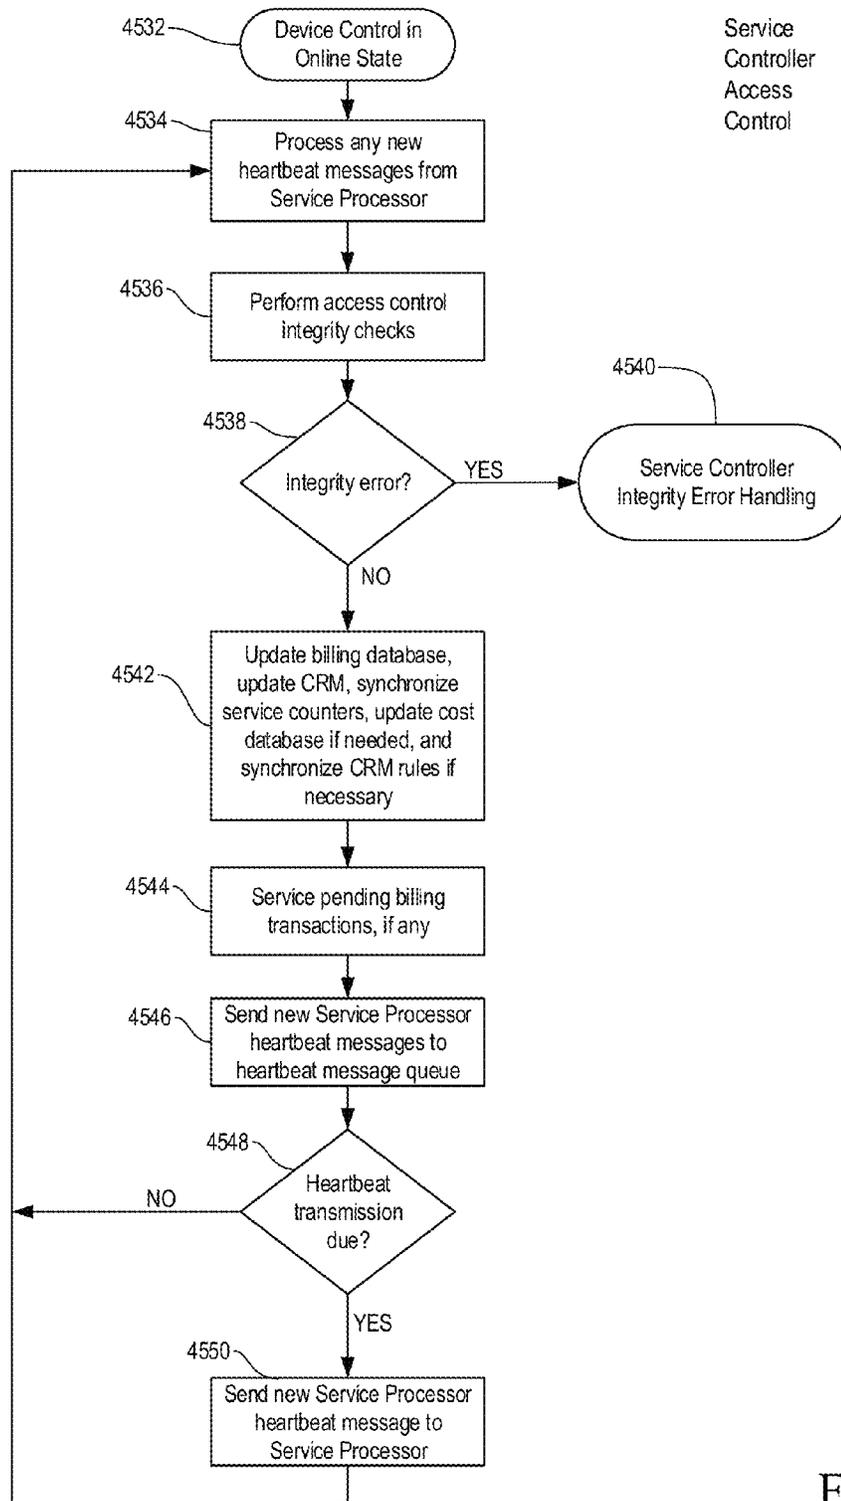 4532
Device Control in
Online State
Service
Controller
Access
Control
4534
Process any new
heartbeat messages from
Service Processor
4536
Perform access control
integrity checks
4538
Integrity error?
YES
4540
Service Controller
Integrity Error Handling
NO
4542
Update billing database,
update CRM, synchronize
service counters, update cost
database if needed, and
synchronize CRM rules if
necessary
4544
Service pending billing
transactions, if any
4546
Send new Service Processor
heartbeat messages to
heartbeat message queue
4548
Heartbeat
transmission
due?
NO
YES
4550
Send new Service Processor
heartbeat message to
Service Processor